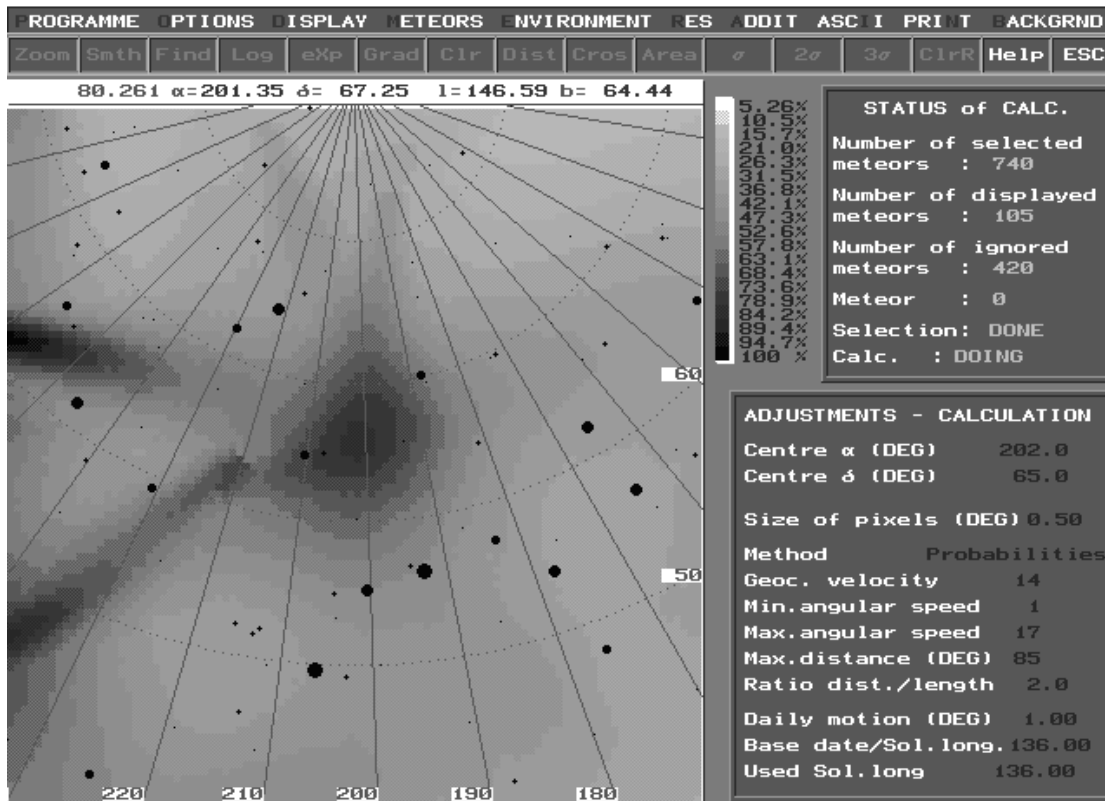 PROGRAMME OPTIONS DISPLAY METEORS ENVIRONMENT RES ADDIT ASCII PRINT BACKGRND
Zoom Smth Find Log eXp Grad Clr Dist Cros Area σ 2σ 3σ ClrR Help ESC
80.261 α=201.35 δ= 67.25 l=146.59 b= 64.44
5.26%
10.5%
15.7%
21.0%
26.3%
31.5%
36.8%
42.1%
47.3%
52.6%
57.8%
63.1%
68.4%
73.6%
78.9%
84.2%
89.4%
94.7%
100 %
STATUS of CALC.
Number of selected
meteors : 740
Number of displayed
meteors : 105
Number of ignored
meteors : 420
Meteor : 0
Selection: DONE
Calc. : DOING
60
50
220 210 200 190 180
ADJUSTMENTS - CALCULATION
Centre α (DEG) 202.0
Centre δ (DEG) 65.0
Size of pixels (DEG) 0.50
Method Probabilities
Geoc. velocity 14
Min.angular speed 1
Max.angular speed 17
Max.distance (DEG) 85
Ratio dist./length 2.0
Daily motion (DEG) 1.00
Base date/Sol.long. 136.00
Used Sol.long 136.00